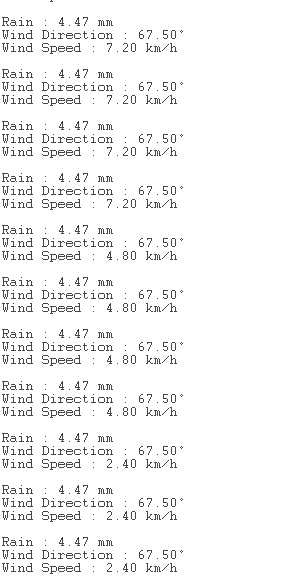 Rain : 4.47 mm
Wind Direction : 67.50°
Wind Speed : 7.20 km/h
Rain : 4.47 mm
Wind Direction : 67.50°
Wind Speed : 7.20 km/h
Rain : 4.47 mm
Wind Direction : 67.50°
Wind Speed : 7.20 km/h
Rain : 4.47 mm
Wind Direction : 67.50°
Wind Speed : 7.20 km/h
Rain : 4.47 mm
Wind Direction : 67.50°
Wind Speed : 4.80 km/h
Rain : 4.47 mm
Wind Direction : 67.50°
Wind Speed : 4.80 km/h
Rain : 4.47 mm
Wind Direction : 67.50°
Wind Speed : 4.80 km/h
Rain : 4.47 mm
Wind Direction : 67.50°
Wind Speed : 4.80 km/h
Rain : 4.47 mm
Wind Direction : 67.50°
Wind Speed : 2.40 km/h
Rain : 4.47 mm
Wind Direction : 67.50°
Wind Speed : 2.40 km/h
Rain : 4.47 mm
Wind Direction : 67.50°
Wind Speed : 2.40 km/h